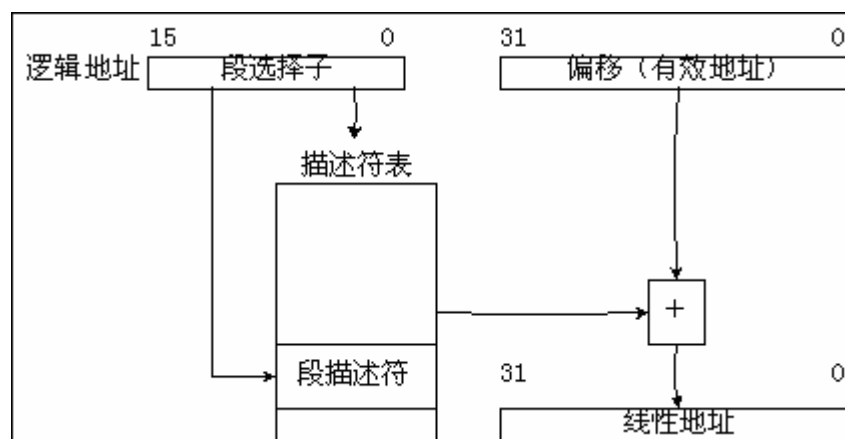 15 0 31 0
逻辑地址 段选择子 偏移（有效地址）
描述符表
+
段描述符 31 0
线性地址